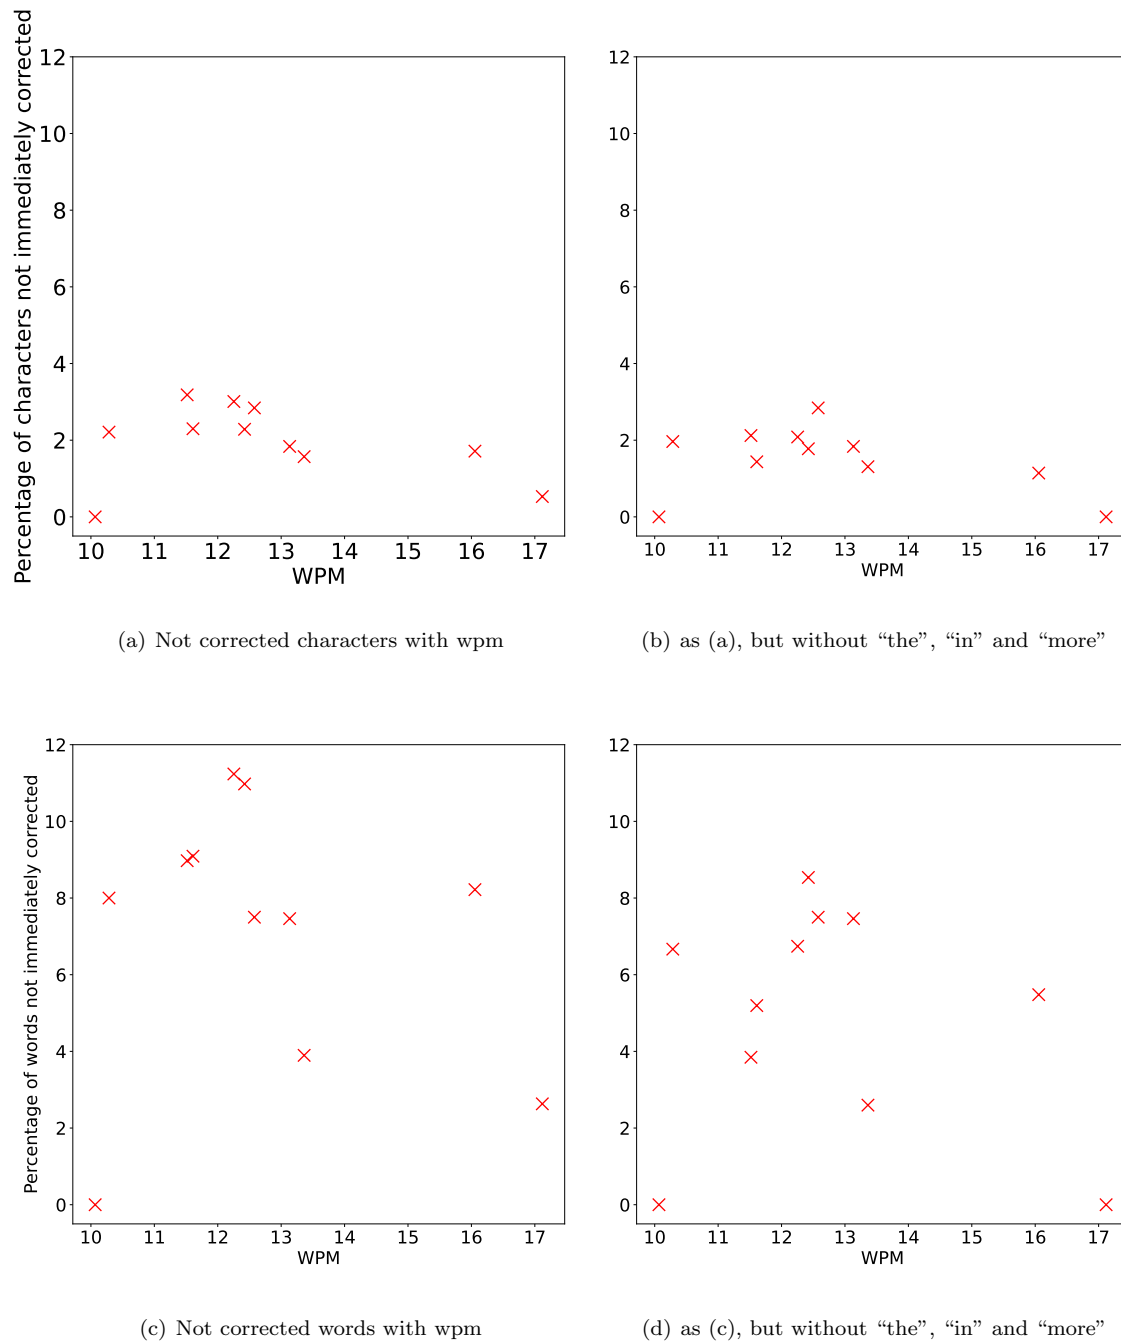 Percentage of characters not immediately corrected
12
10
8
6
4
2
0
10 11 12 13 14 15 16 17
WPM
(a) Not corrected characters with wpm
12
10
8
6
4
2
0
10 11 12 13 14 15 16 17
WPM
(b) as (a), but without “the”, “in” and “more”
Percentage of words not immediately corrected
12
10
8
6
4
2
0
10 11 12 13 14 15 16 17
WPM
(c) Not corrected words with wpm
12
10
8
6
4
2
0
10 11 12 13 14 15 16 17
WPM
(d) as (c), but without “the”, “in” and “more”